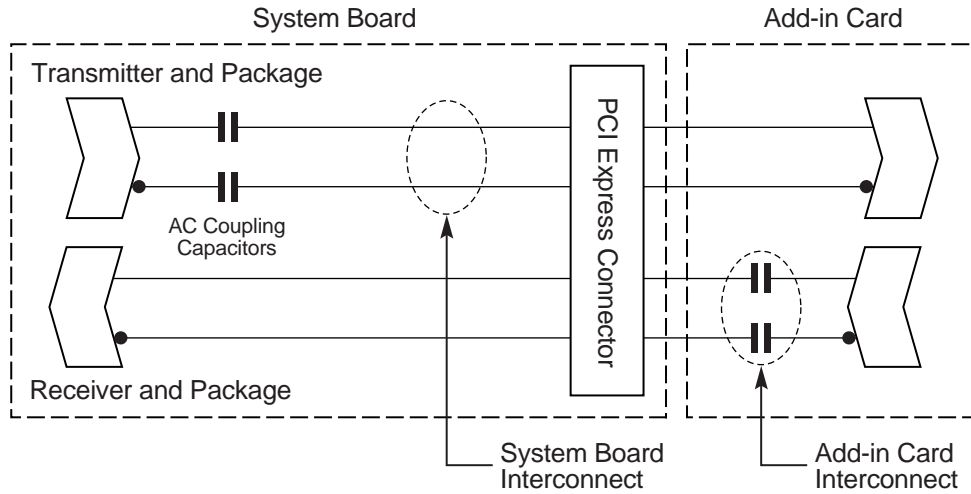 System Board
Add-in Card
Transmitter and Package
PCI Express Connector
AC Coupling
Capacitors
Receiver and Package
System Board
Interconnect
Add-in Card
Interconnect